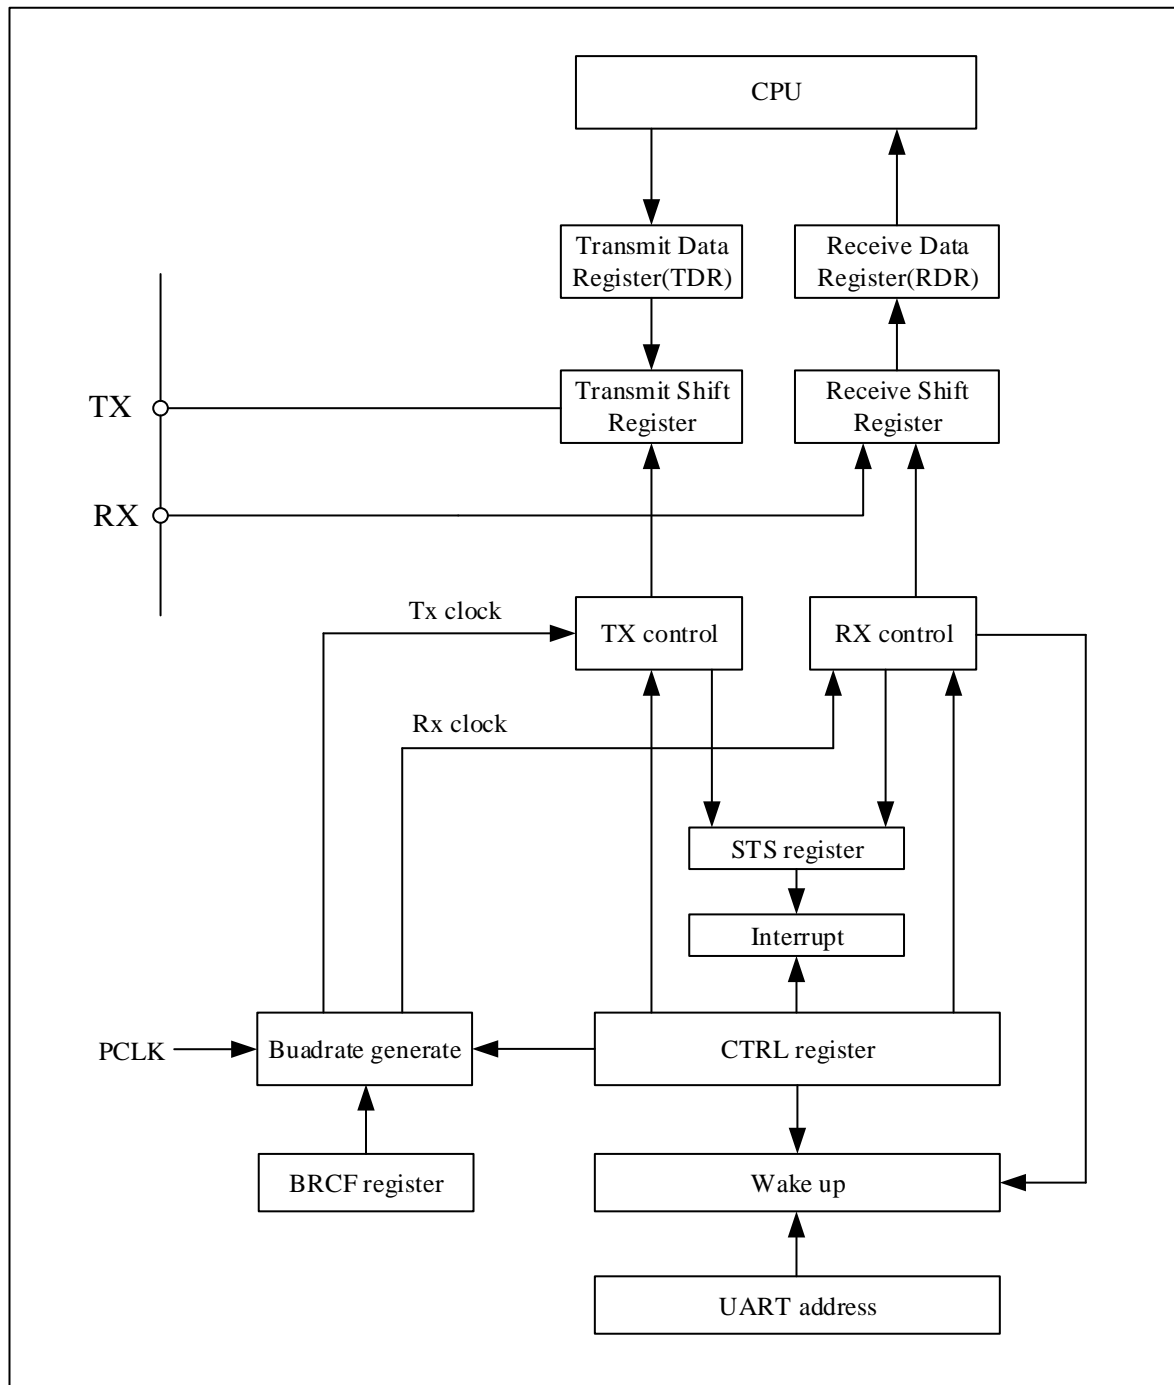 CPU
Transmit Data
Register(TDR)
Receive Data
Register(RDR)
Transmit Shift
Register
Receive Shift
Register
TX
RX
Tx clock
TX control
RX control
Rx clock
STS register
Interrupt
PCLK
Buadrate generate
CTRL register
BRCF register
Wake up
UART address